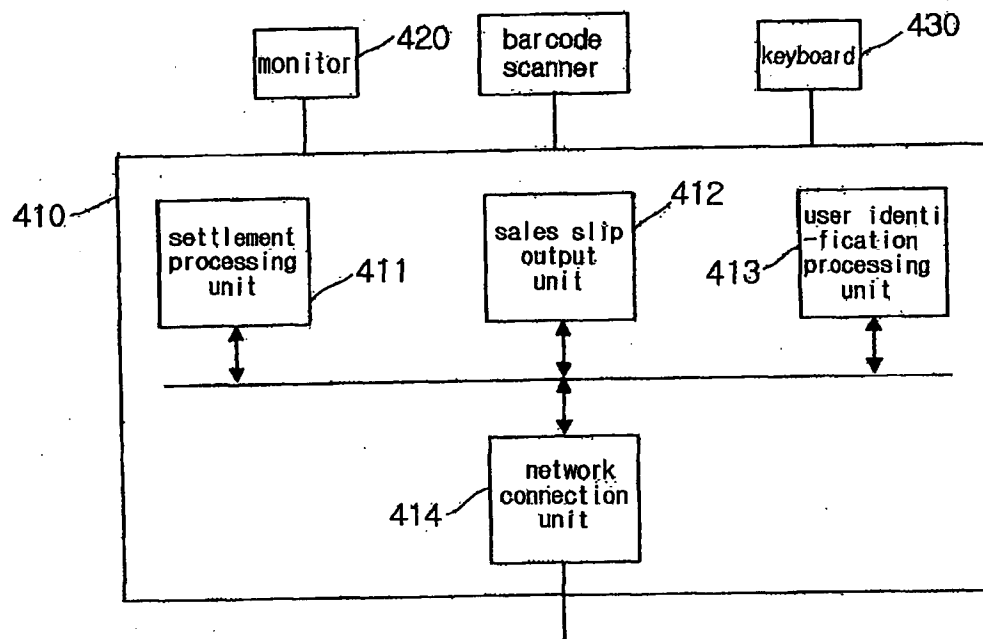 420
monitor
barcode
scanner
430
keyboard
410
settlement
processing
unit
411
412
sales slip
output
unit
user identi
-fication
processing
unit
413
network
connection
unit
414